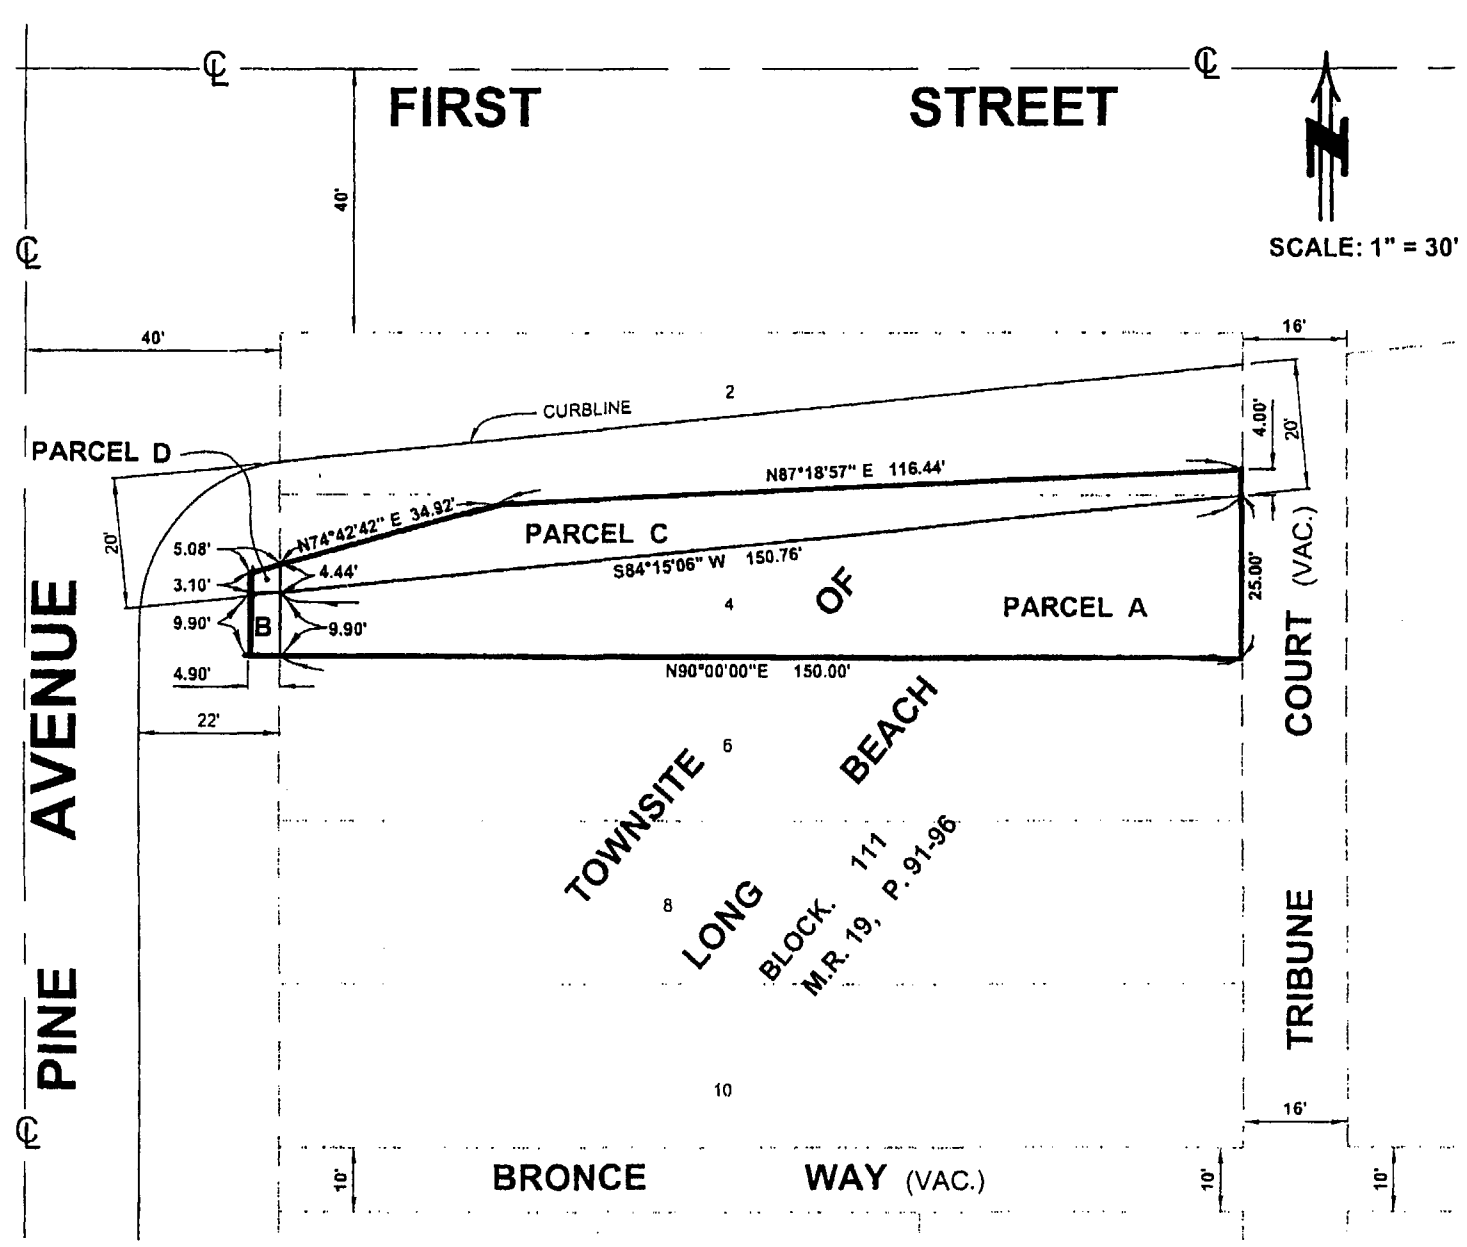 ℄
℄
FIRST STREET
40'
N
SCALE: 1" = 30'
℄
40'
16'
2
CURBLINE
4.00'
20'
PARCEL D
N87°18'57" E 116.44'
N74°42'42" E 34.92'
PARCEL C
20'
5.08'
3.10'
4.44'
S84°15'06" W 150.76'
9.90'
B
9.90'
4
OF
PARCEL A
25.00'
N90°00'00"E 150.00'
4.90'
22'
6
TOWNSITE
BEACH
8
LONG
BLOCK. 111
M.R. 19, P. 91-96
PINE AVENUE
TRIBUNE COURT (VAC.)
10
℄
16'
10'
BRONCE WAY (VAC.)
10'
10'